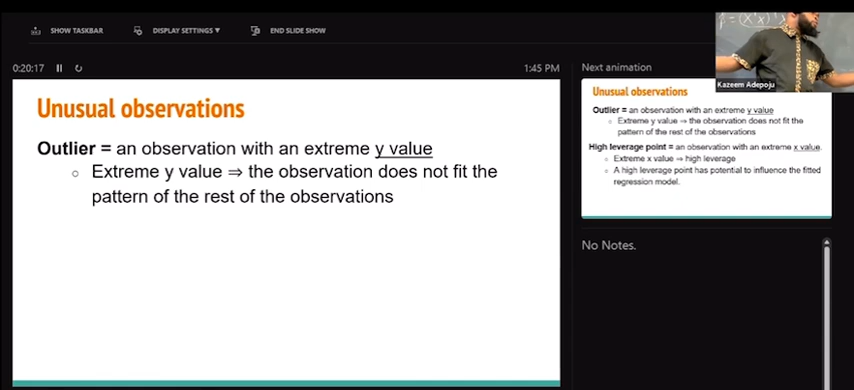 SHOW TASKBAR DISPLAY SETTINGS ▼ END SLIDE SHOW
0:20:17 1:45 PM
Unusual observations
Outlier = an observation with an extreme y value
○ Extreme y value ⇒ the observation does not fit the
pattern of the rest of the observations
Next animation
Kazeem Adepoju
Unusual observations
Outlier = an observation with an extreme y value
○ Extreme y value ⇒ the observation does not fit the
pattern of the rest of the observations
High leverage point = an observation with an extreme x value.
○ Extreme x value ⇒ high leverage
○ A high leverage point has potential to influence the fitted
regression model.
No Notes.